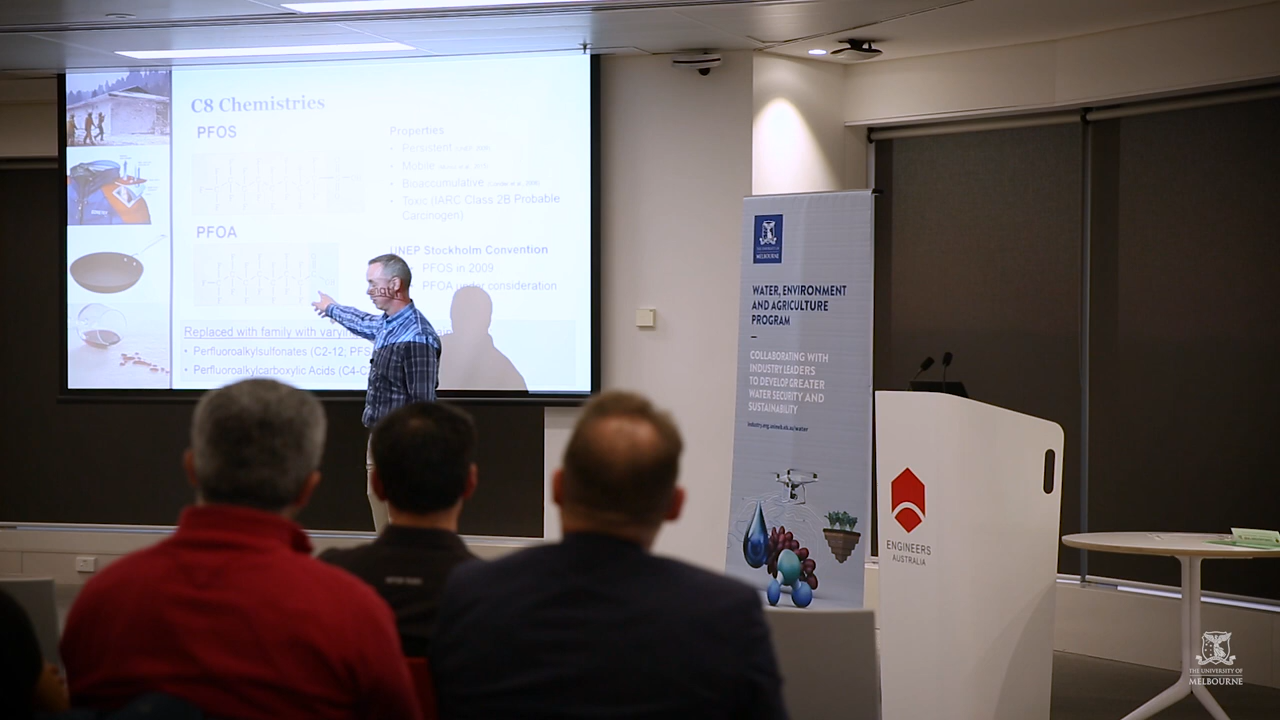 C8 Chemistries
PFOS
PFOA
Properties
• Persistent
• Mobile
• Bioaccumulative
• Toxic (IARC Class 2B Probable
Carcinogen)
UNEP Stockholm Convention
PFOS in 2009
PFOA under consideration
Replaced with family with
• Perfluoroalkylsulfonates (C2-12; PFS
• Perfluoroalkylcarboxylic Acids (C4-C
THE UNIVERSITY OF
MELBOURNE
WATER, ENVIRONMENT
AND AGRICULTURE
PROGRAM
COLLABORATING WITH
INDUSTRY LEADERS
TO DEVELOP GREATER
WATER SECURITY AND
SUSTAINABILITY
ENGINEERS
AUSTRALIA
THE UNIVERSITY OF
MELBOURNE